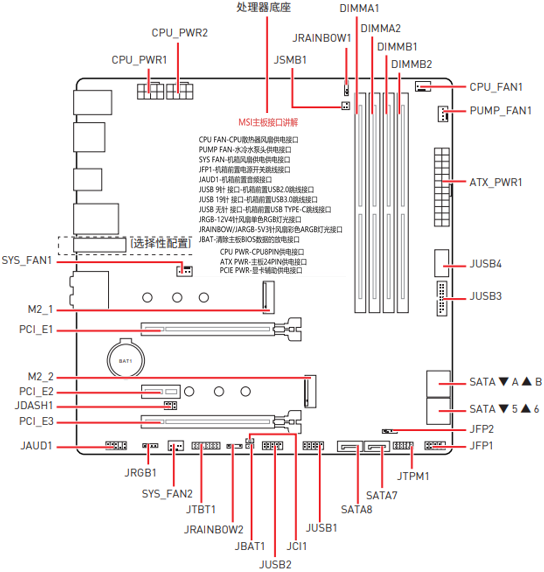 处理器底座
DIMMA1
CPU_PWR2
JRAINBOW1
DIMMA2
CPU_PWR1
JSMB1
DIMMB1
DIMMB2
CPU_FAN1
PUMP_FAN1
MSI主板接口讲解
CPU FAN-CPU散热器风扇供电接口
PUMP FAN-水冷水泵头供电接口
SYS FAN-机箱风扇供电供电接口
JFP1-机箱前置电源开关跳线接口
JAUD1-机箱前置音频接口
JUSB 9针 接口-机箱前置USB2.0跳线接口
JUSB 19针 接口-机箱前置USB3.0跳线接口
JUSB 无针 接口-机箱前置USB TYPE-C跳线接口
JRGB-12V4针风扇单色RGB灯光接口
JRAINBOW/JARGB-5V3针风扇彩色ARGB灯光接口
JBAT-清除主板BIOS数据的放电接口
CPU PWR-CPU8PIN供电接口
ATX PWR-主板24PIN供电接口
PCIE PWR-显卡辅助供电接口
ATX_PWR1
[选择性配置]
SYS_FAN1
JUSB4
JUSB3
M2_1
PCI_E1
BAT1
M2_2
PCI_E2
JDASH1
PCI_E3
SATA▼A▲B
SATA▼5▲6
JFP2
JAUD1
JFP1
JRGB1
JTPM1
SYS_FAN2
SATA7
JTBT1
SATA8
JRAINBOW2
JUSB1
JBAT1
JCI1
JUSB2